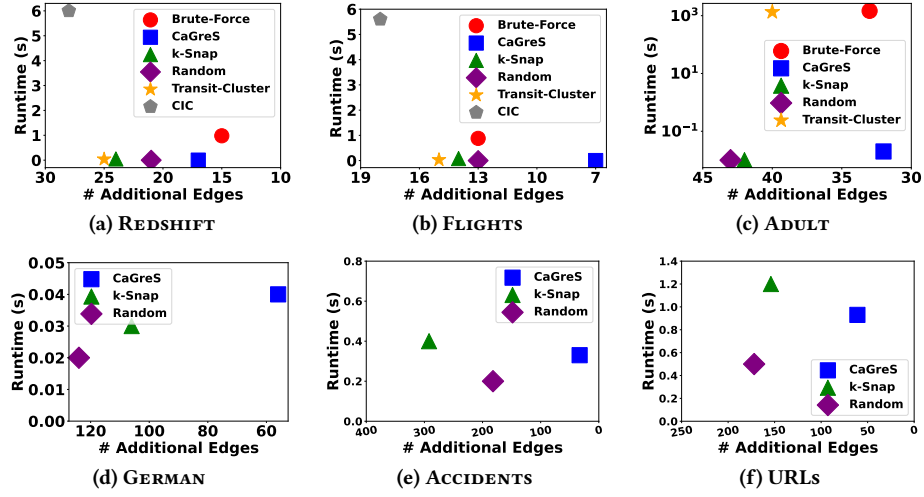 Runtime (s)
6
5
4
3
2
1
0
Brute-Force
CaGreS
k-Snap
Random
Transit-Cluster
CIC
30 25 20 15 10
# Additional Edges
(a) REDSHIFT
Runtime (s)
6
5
4
3
2
1
0
Brute-Force
CaGreS
k-Snap
Random
Transit-Cluster
CIC
19 16 13 10 7
# Additional Edges
(b) FLIGHTS
Runtime (s)
10³
10¹
10⁻¹
Brute-Force
CaGreS
k-Snap
Random
Transit-Cluster
45 40 35 30
# Additional Edges
(c) ADULT
Runtime (s)
0.05
0.04
0.03
0.02
0.01
0.00
CaGreS
k-Snap
Random
120 100 80 60
# Additional Edges
(d) GERMAN
Runtime (s)
0.8
0.6
0.4
0.2
0.0
CaGreS
k-Snap
Random
400 300 200 100 0
# Additional Edges
(e) ACCIDENTS
Runtime (s)
1.4
1.2
1.0
0.8
0.6
0.4
0.2
0.0
CaGreS
k-Snap
Random
250 200 150 100 50 0
# Additional Edges
(f) URLs